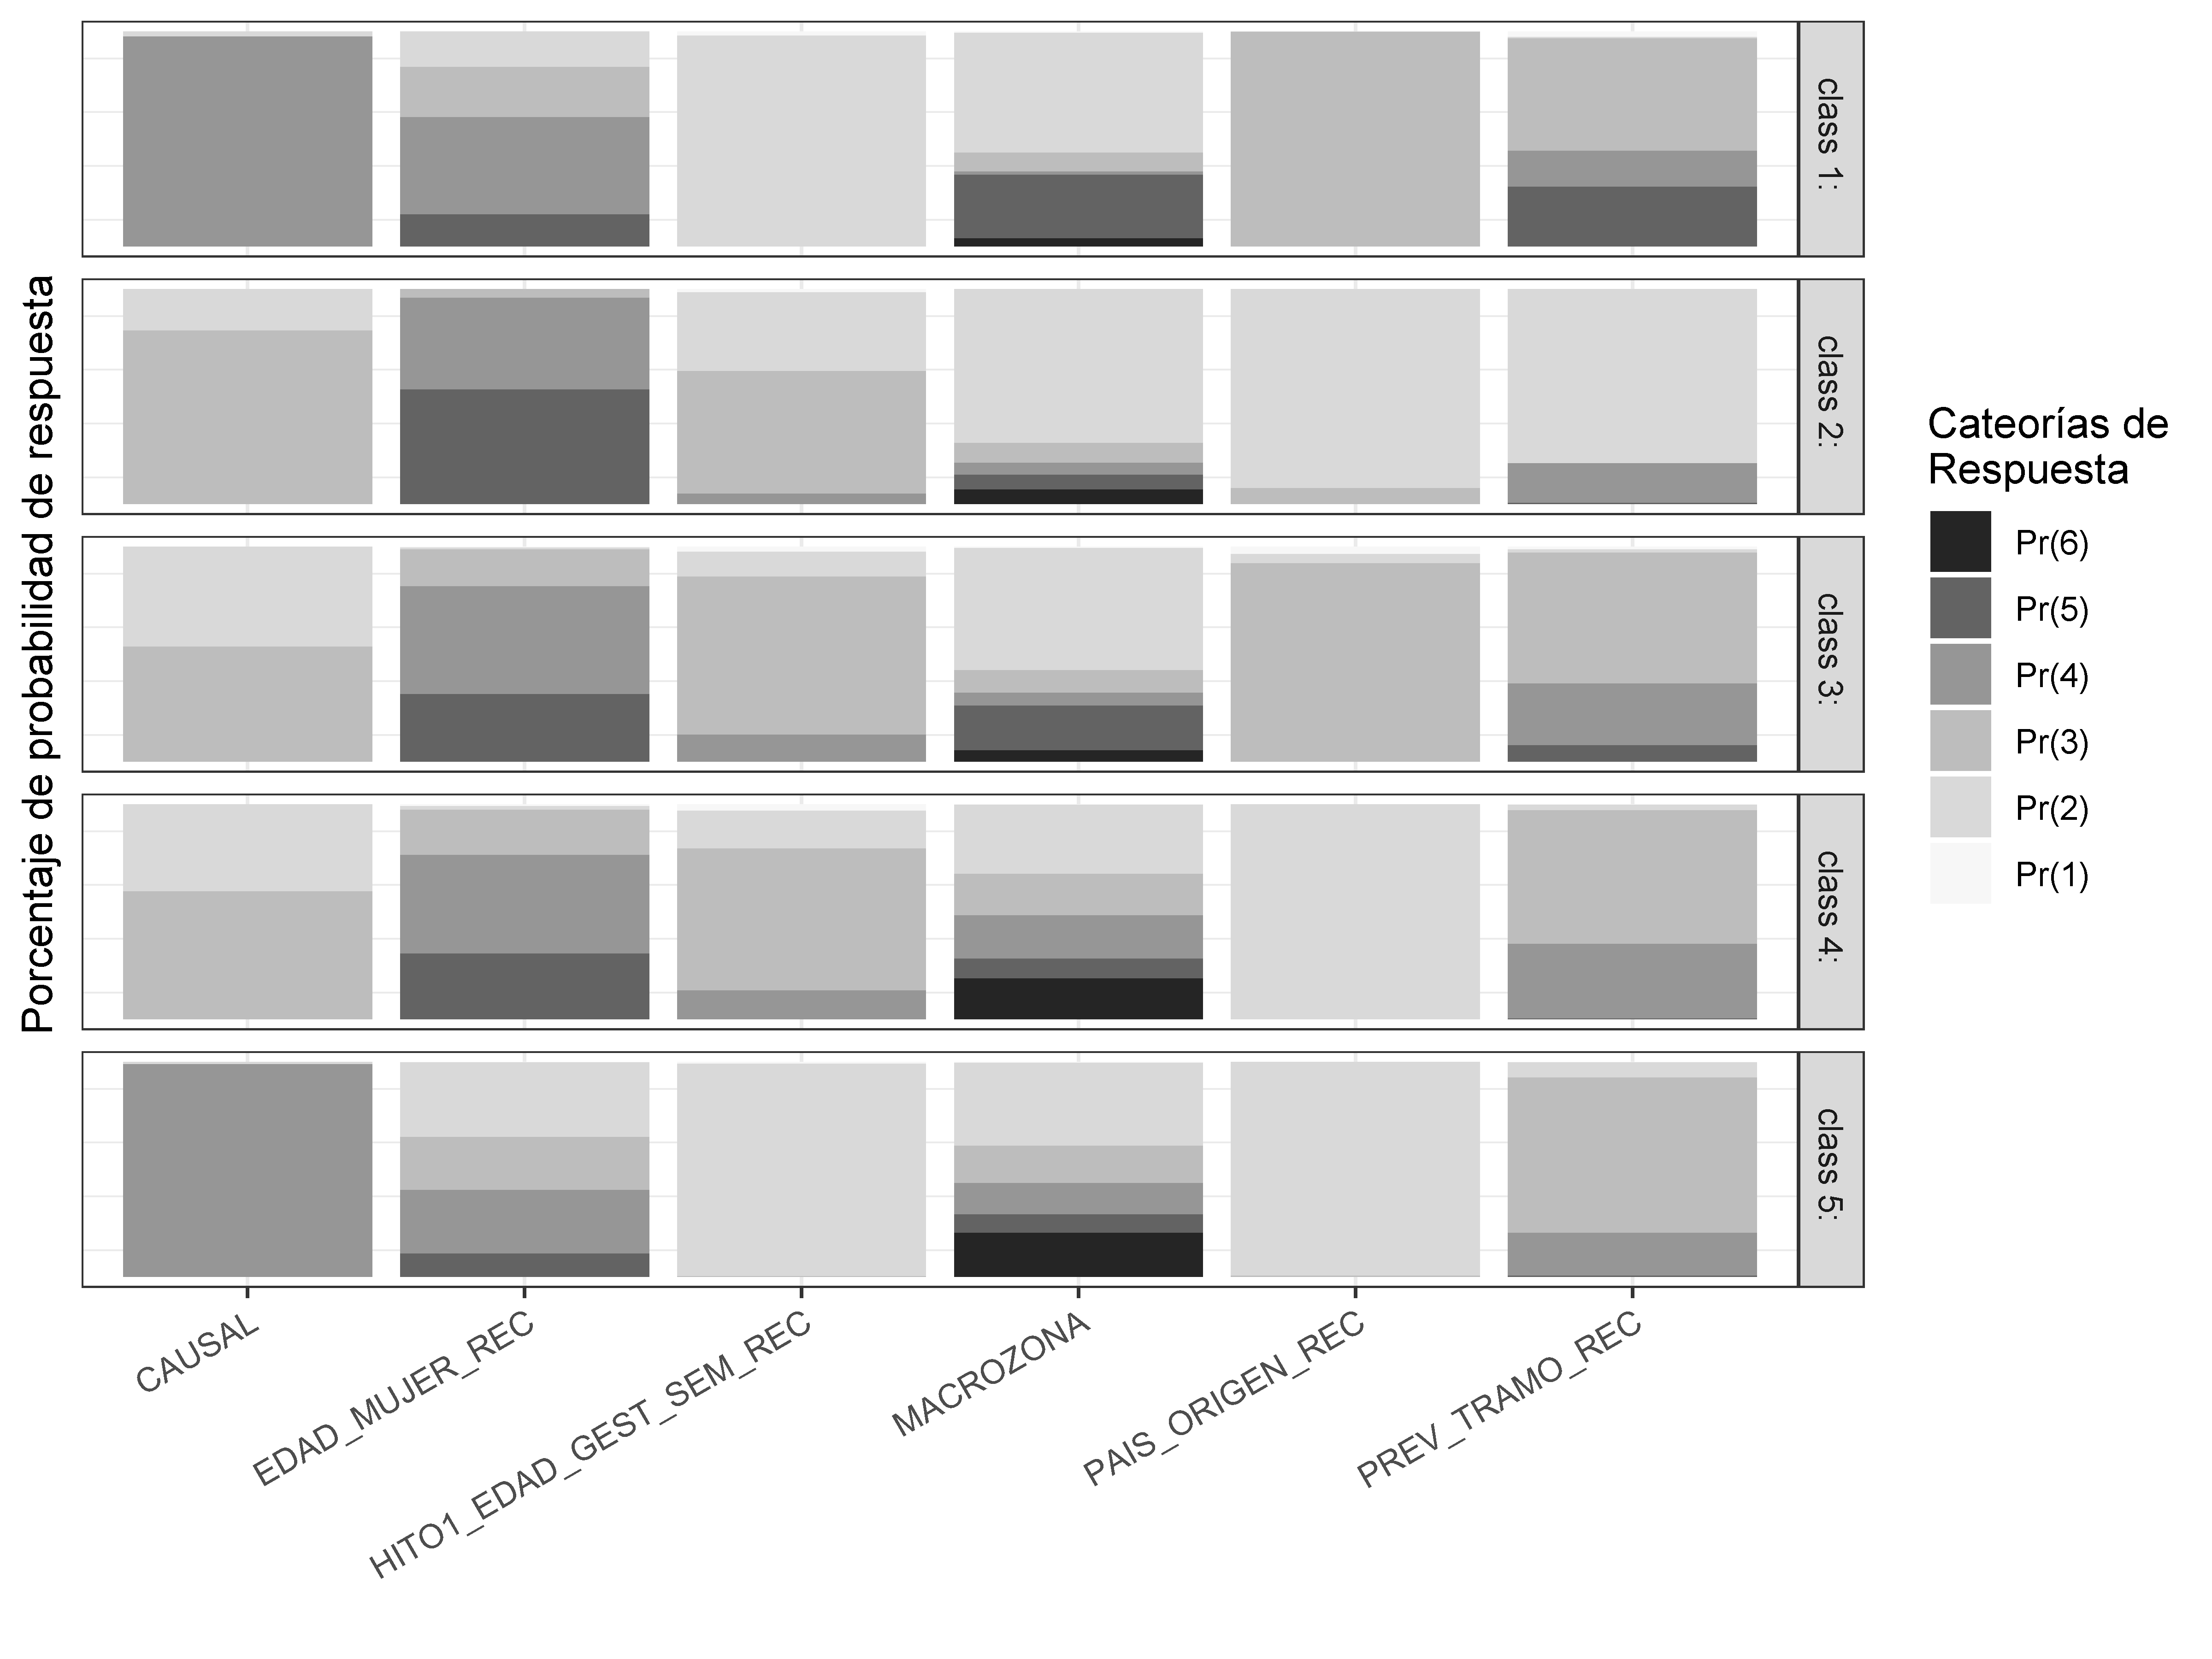 Porcentaje de probabilidad de respuesta
class 1:
class 2:
class 3:
class 4:
class 5:
CAUSAL
EDAD_MUJER_REC
HITO1_EDAD_GEST_SEM_REC
MACROZONA
PAIS_ORIGEN_REC
PREV_TRAMO_REC
Cateorías de
Respuesta
Pr(6)
Pr(5)
Pr(4)
Pr(3)
Pr(2)
Pr(1)